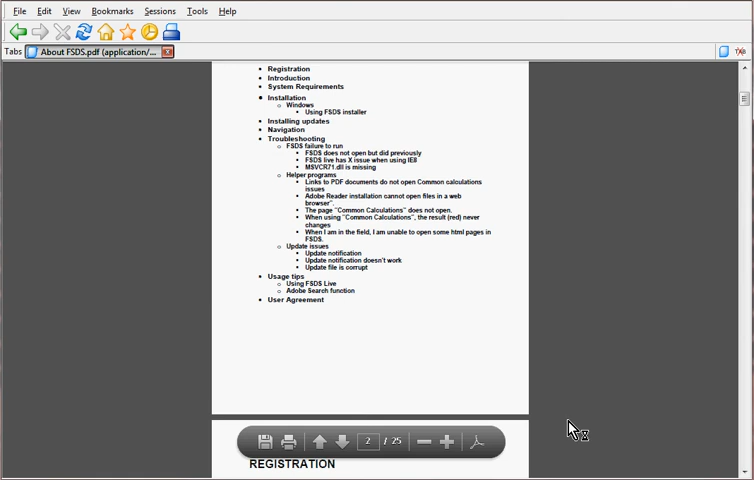 File Edit View Bookmarks Sessions Tools Help
Tabs About FSDS.pdf (application/... x TAB
Registration
Introduction
System Requirements
Installation
Windows
Using FSDS installer
Installing updates
Navigation
Troubleshooting
FSDS failure to run
FSDS does not open but did previously
FSDS live has X issue when using IE8
MSVCR71.dll is missing
Helper programs
Links to PDF documents do not open Common calculations
issues
Adobe Reader installation cannot open files in a web
browser".
The page "Common Calculations" does not open.
When using "Common Calculations", the result (red) never
changes
When I am in the field, I am unable to open some html pages in
FSDS.
Update issues
Update notification
Update notification doesn't work
Update file is corrupt
Usage tips
Using FSDS Live
Adobe Search function
User Agreement
2 / 25
REGISTRATION